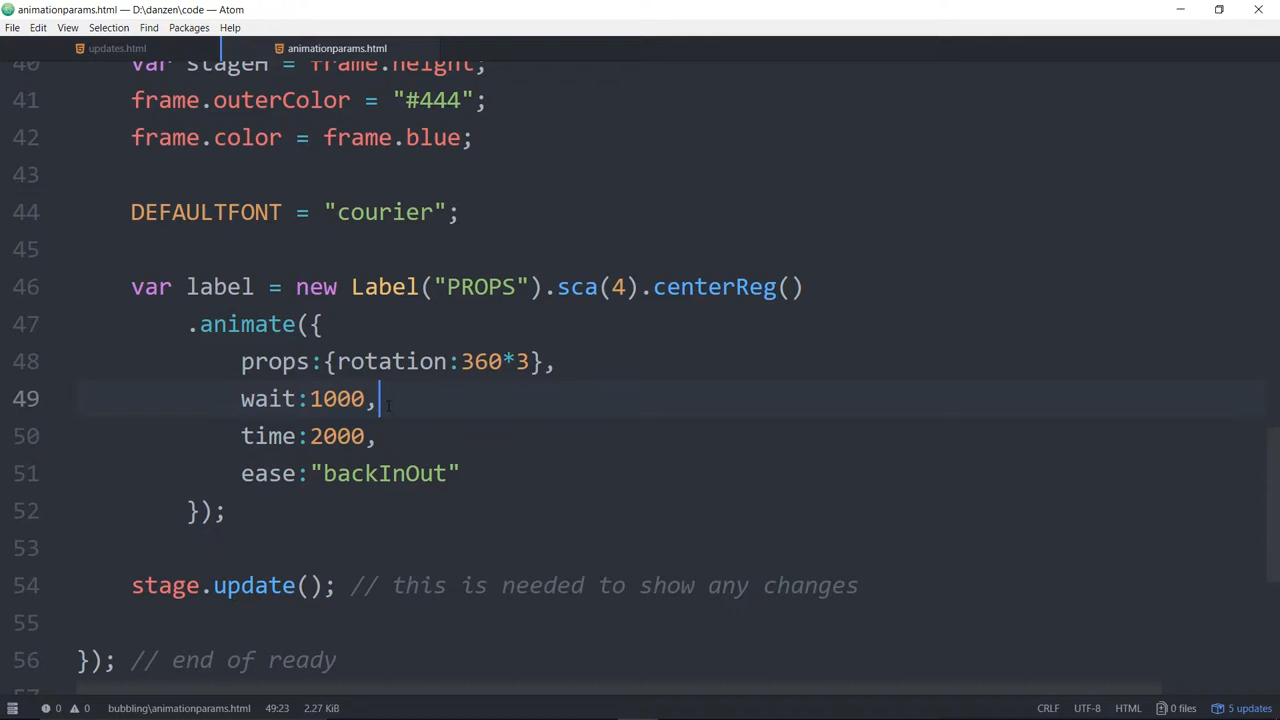 animationparams.html — D:\danzen\code — Atom
File Edit View Selection Find Packages Help
updates.html animationparams.html
40 var stageH = frame.height;
41 frame.outerColor = "#444";
42 frame.color = frame.blue;
43
44 DEFAULTFONT = "courier";
45
46 var label = new Label("PROPS").sca(4).centerReg()
47 .animate({
48 props:{rotation:360*3},
49 wait:1000,
50 time:2000,
51 ease:"backInOut"
52 });
53
54 stage.update(); // this is needed to show any changes
55
56 }); // end of ready
57
0 0 bubbling\animationparams.html 49:23 2.27 KiB CRLF UTF-8 HTML 0 files 5 updates